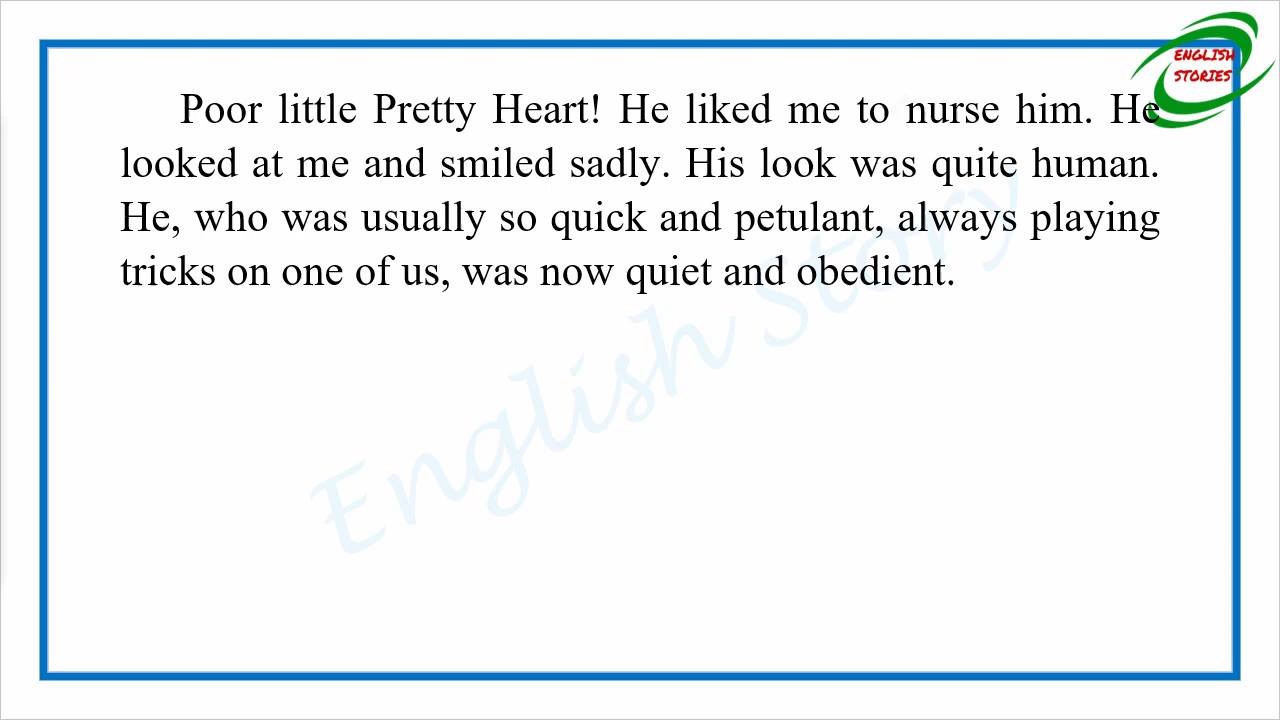 ENGLISH
STORIES
Poor little Pretty Heart! He liked me to nurse him. He
looked at me and smiled sadly. His look was quite human.
He, who was usually so quick and petulant, always playing
tricks on one of us, was now quiet and obedient.
English Story